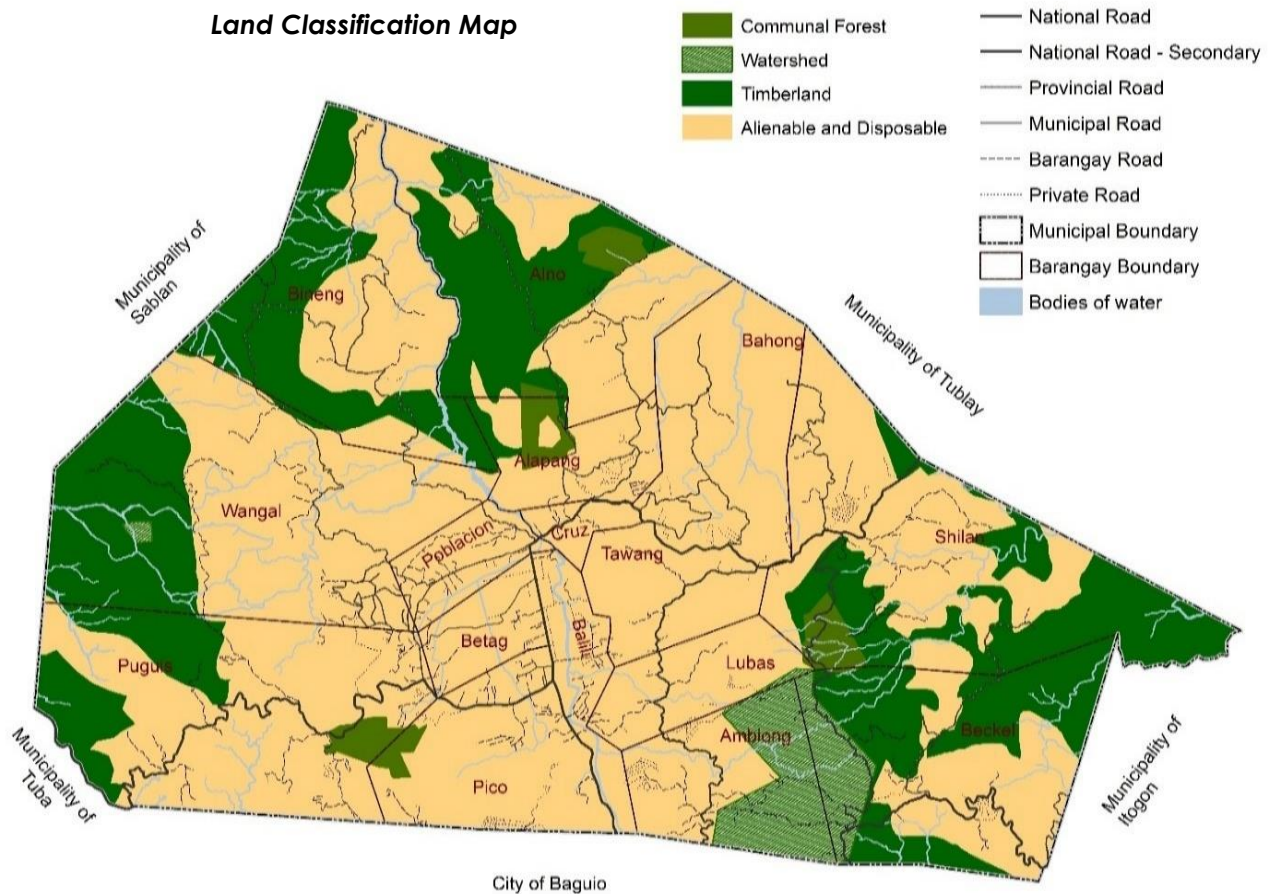 Land Classification Map
Communal Forest
Watershed
Timberland
Alienable and Disposable
National Road
National Road - Secondary
Provincial Road
Municipal Road
Barangay Road
Private Road
Municipal Boundary
Barangay Boundary
Bodies of water
Municipality of
Sablan
Municipality of Tublay
Bineng
Alno
Bahong
Alapang
Wangal
Poblacion
Cruz
Tawang
Shilan
Puguis
Betag
Balili
Lubas
Ambiong
Beckel
Pico
Municipality of
Tuba
Municipality of
Itogon
City of Baguio